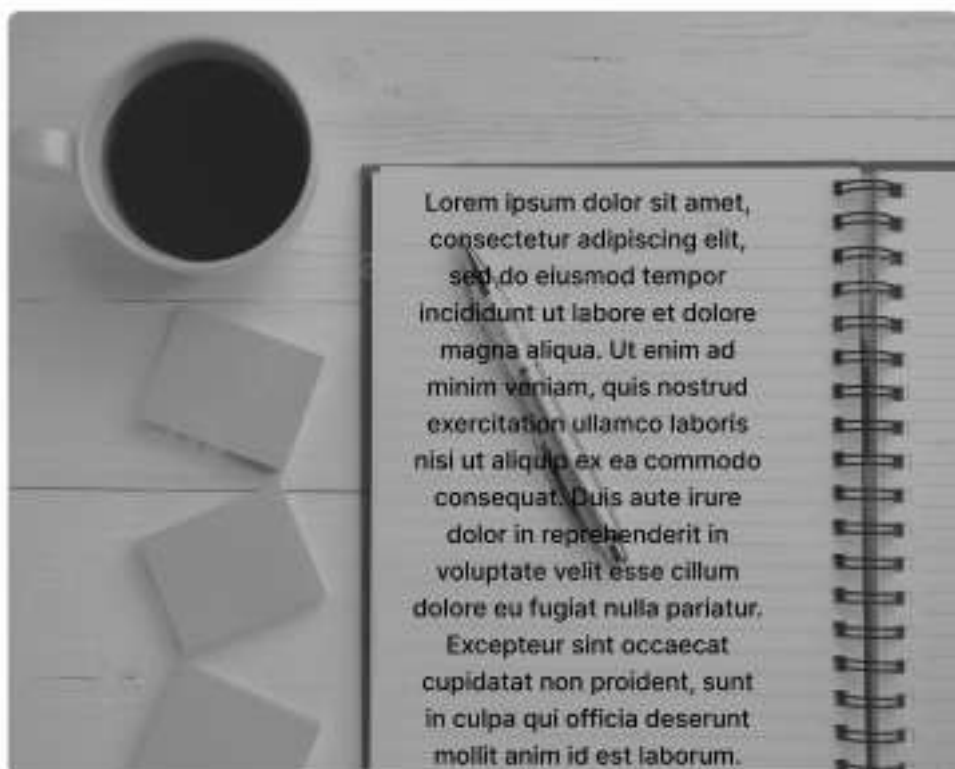 Lorem ipsum dolor sit amet,
consectetur adipiscing elit,
sed do eiusmod tempor
incididunt ut labore et dolore
magna aliqua. Ut enim ad
minim veniam, quis nostrud
exercitation ullamco laboris
nisi ut aliquip ex ea commodo
consequat. Duis aute irure
dolor in reprehenderit in
voluptate velit esse cillum
dolore eu fugiat nulla pariatur.
Excepteur sint occaecat
cupidatat non proident, sunt
in culpa qui officia deserunt
mollit anim id est laborum.